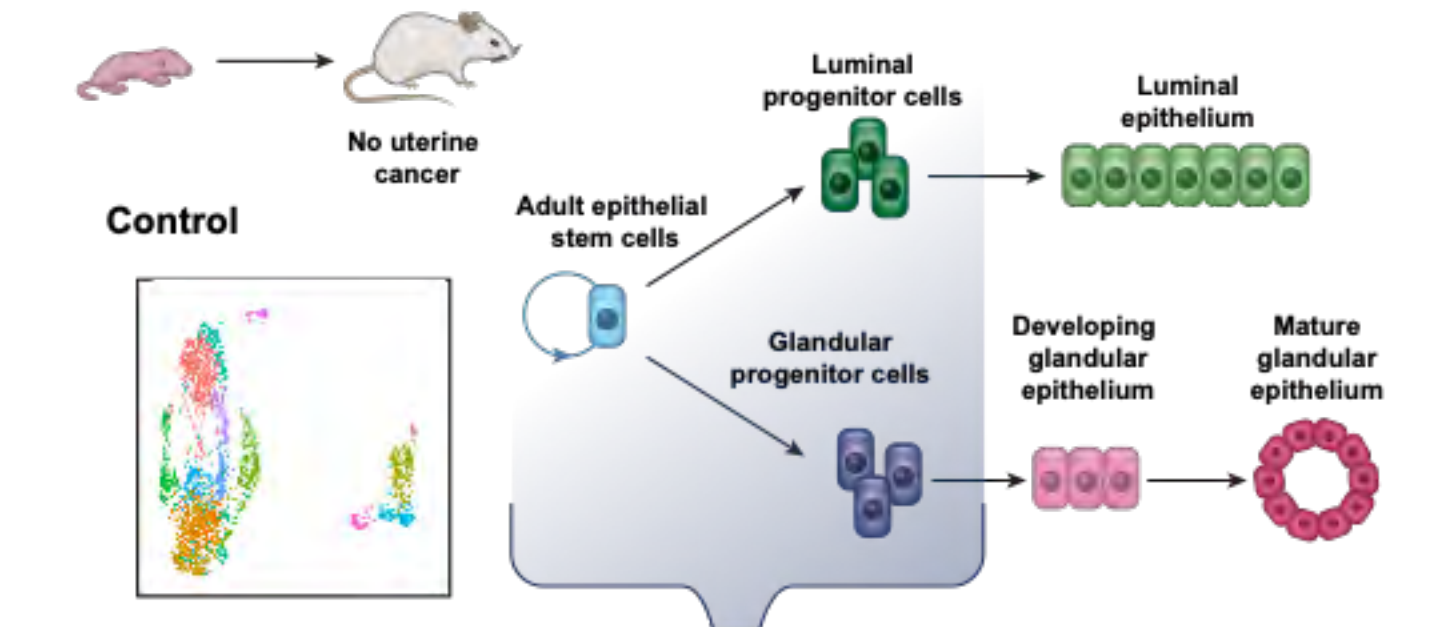 No uterine
cancer
Control
Adult epithelial
stem cells
Luminal
progenitor cells
Luminal
epithelium
Glandular
progenitor cells
Developing
glandular
epithelium
Mature
glandular
epithelium